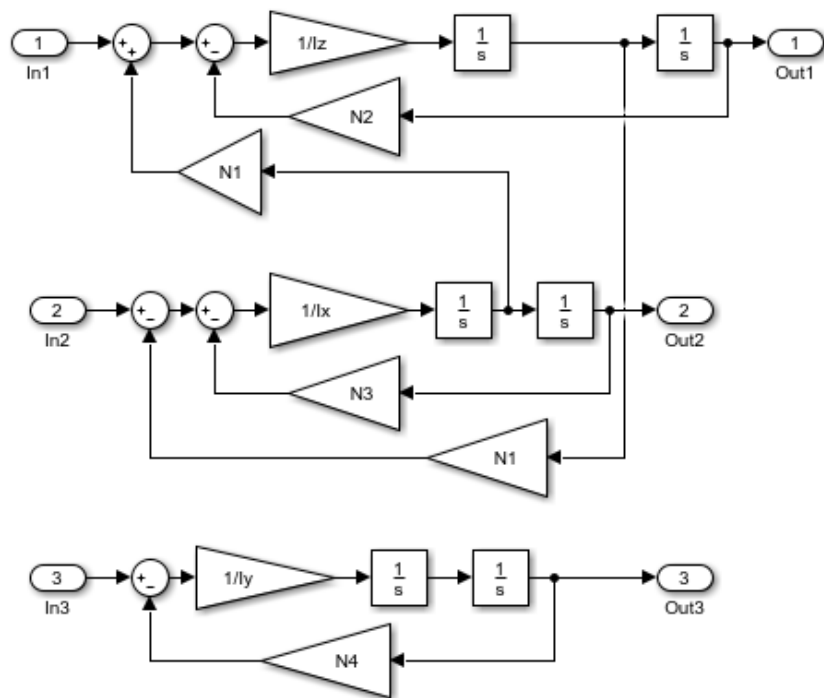 1
In1
+
+
+
-
1/Iz
1
s
1
s
1
Out1
N2
N1
2
In2
+
-
+
-
1/Ix
1
s
1
s
2
Out2
N3
N1
3
In3
+
-
1/Iy
1
s
1
s
3
Out3
N4